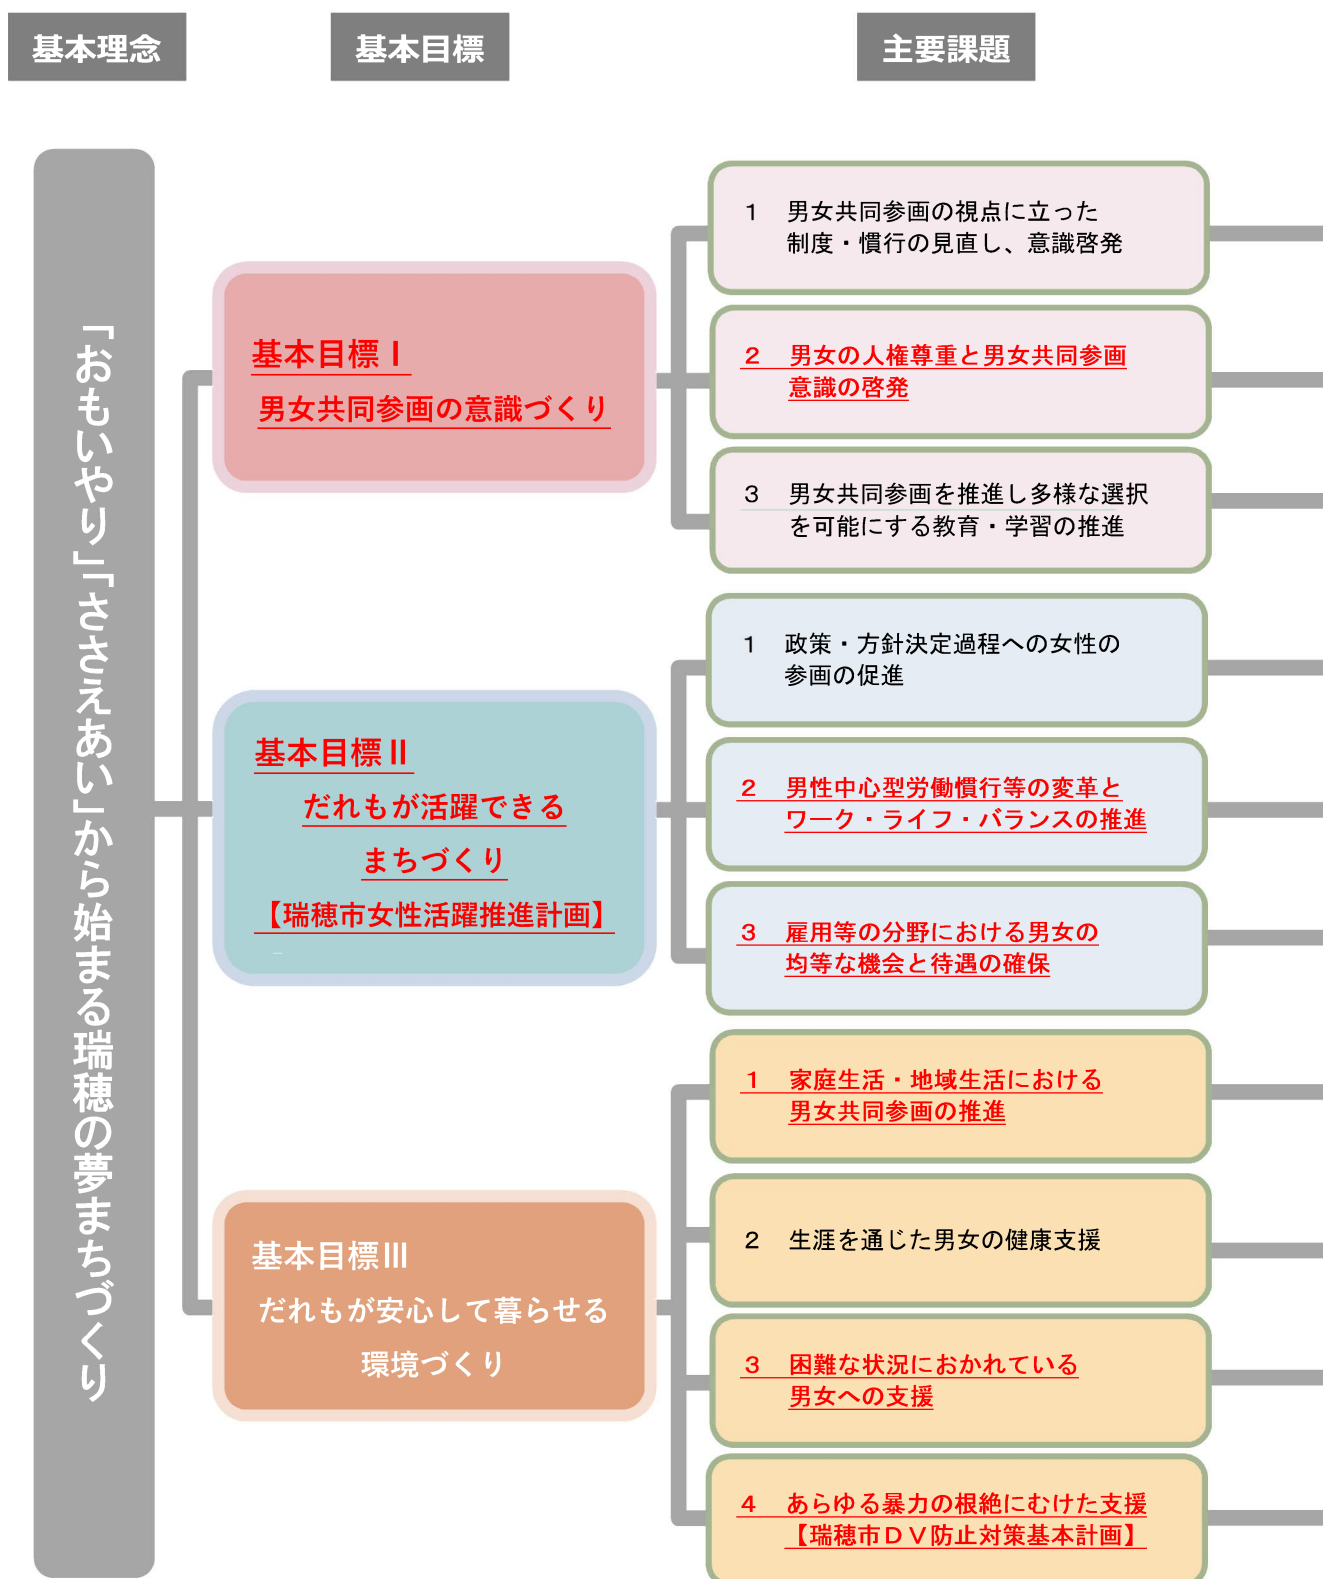 基本理念
基本目標
主要課題
「おもいやり」「ささえあい」から始まる瑞穂の夢まちづくり
基本目標Ⅰ
男女共同参画の意識づくり
1 男女共同参画の視点に立った
制度・慣行の見直し、意識啓発
2 男女の人権尊重と男女共同参画
意識の啓発
3 男女共同参画を推進し多様な選択
を可能にする教育・学習の推進
基本目標Ⅱ
だれもが活躍できる
まちづくり
【瑞穂市女性活躍推進計画】
1 政策・方針決定過程への女性の
参画の促進
2 男性中心型労働慣行等の変革と
ワーク・ライフ・バランスの推進
3 雇用等の分野における男女の
均等な機会と待遇の確保
基本目標Ⅲ
だれもが安心して暮らせる
環境づくり
1 家庭生活・地域生活における
男女共同参画の推進
2 生涯を通じた男女の健康支援
3 困難な状況におかれている
男女への支援
4 あらゆる暴力の根絶にむけた支援
【瑞穂市ＤＶ防止対策基本計画】